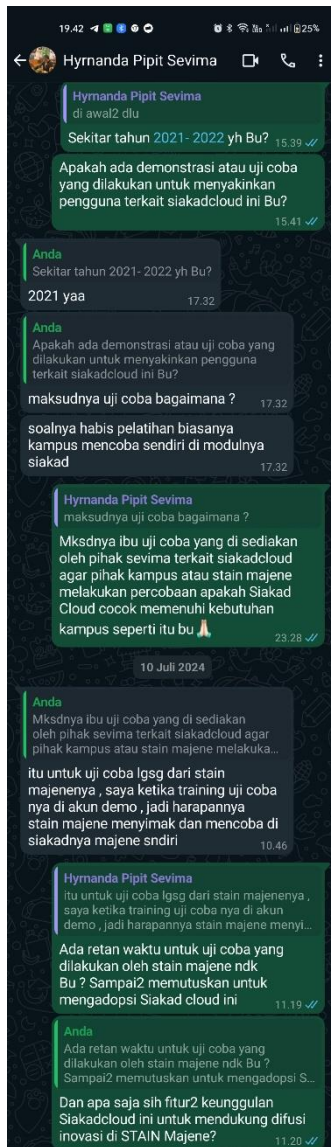 19.42
25%
Hyrnanda Pipit Sevima
Hyrnanda Pipit Sevima
di awal2 dlu
Sekitar tahun 2021- 2022 yh Bu?
15.39
Apakah ada demonstrasi atau uji coba
yang dilakukan untuk menyakinkan
pengguna terkait siakadcloud ini Bu?
15.41
Anda
Sekitar tahun 2021- 2022 yh Bu?
2021 yaa
17.32
Anda
Apakah ada demonstrasi atau uji coba yang
dilakukan untuk menyakinkan pengguna
terkait siakadcloud ini Bu?
maksudnya uji coba bagaimana ?
17.32
soalnya habis pelatihan biasanya
kampus mencoba sendiri di modulnya
siakad
17.32
Hyrnanda Pipit Sevima
maksudnya uji coba bagaimana ?
Mksdnya ibu uji coba yang di sediakan
oleh pihak sevima terkait siakadcloud
agar pihak kampus atau stain majene
melakukan percobaan apakah Siakad
Cloud cocok memenuhi kebutuhan
kampus seperti itu bu 🙏🏻
23.28
10 Juli 2024
Anda
Mksdnya ibu uji coba yang di sediakan
oleh pihak sevima terkait siakadcloud agar
pihak kampus atau stain majene melakuka...
itu untuk uji coba lgsg dari stain
majenenya , saya ketika training uji coba
nya di akun demo , jadi harapannya
stain majene menyimak dan mencoba di
siakadnya majene sndiri
10.46
Hyrnanda Pipit Sevima
itu untuk uji coba lgsg dari stain majenenya ,
saya ketika training uji coba nya di akun
demo , jadi harapannya stain majene menyi...
Ada retan waktu untuk uji coba yang
dilakukan oleh stain majene ndk
Bu ? Sampai2 memutuskan untuk
mengadopsi Siakad cloud ini
11.19
Anda
Ada retan waktu untuk uji coba yang
dilakukan oleh stain majene ndk Bu ?
Sampai2 memutuskan untuk mengadopsi S...
Dan apa saja sih fitur2 keunggulan
Siakadcloud ini untuk mendukung difusi
inovasi di STAIN Majene?
11.20